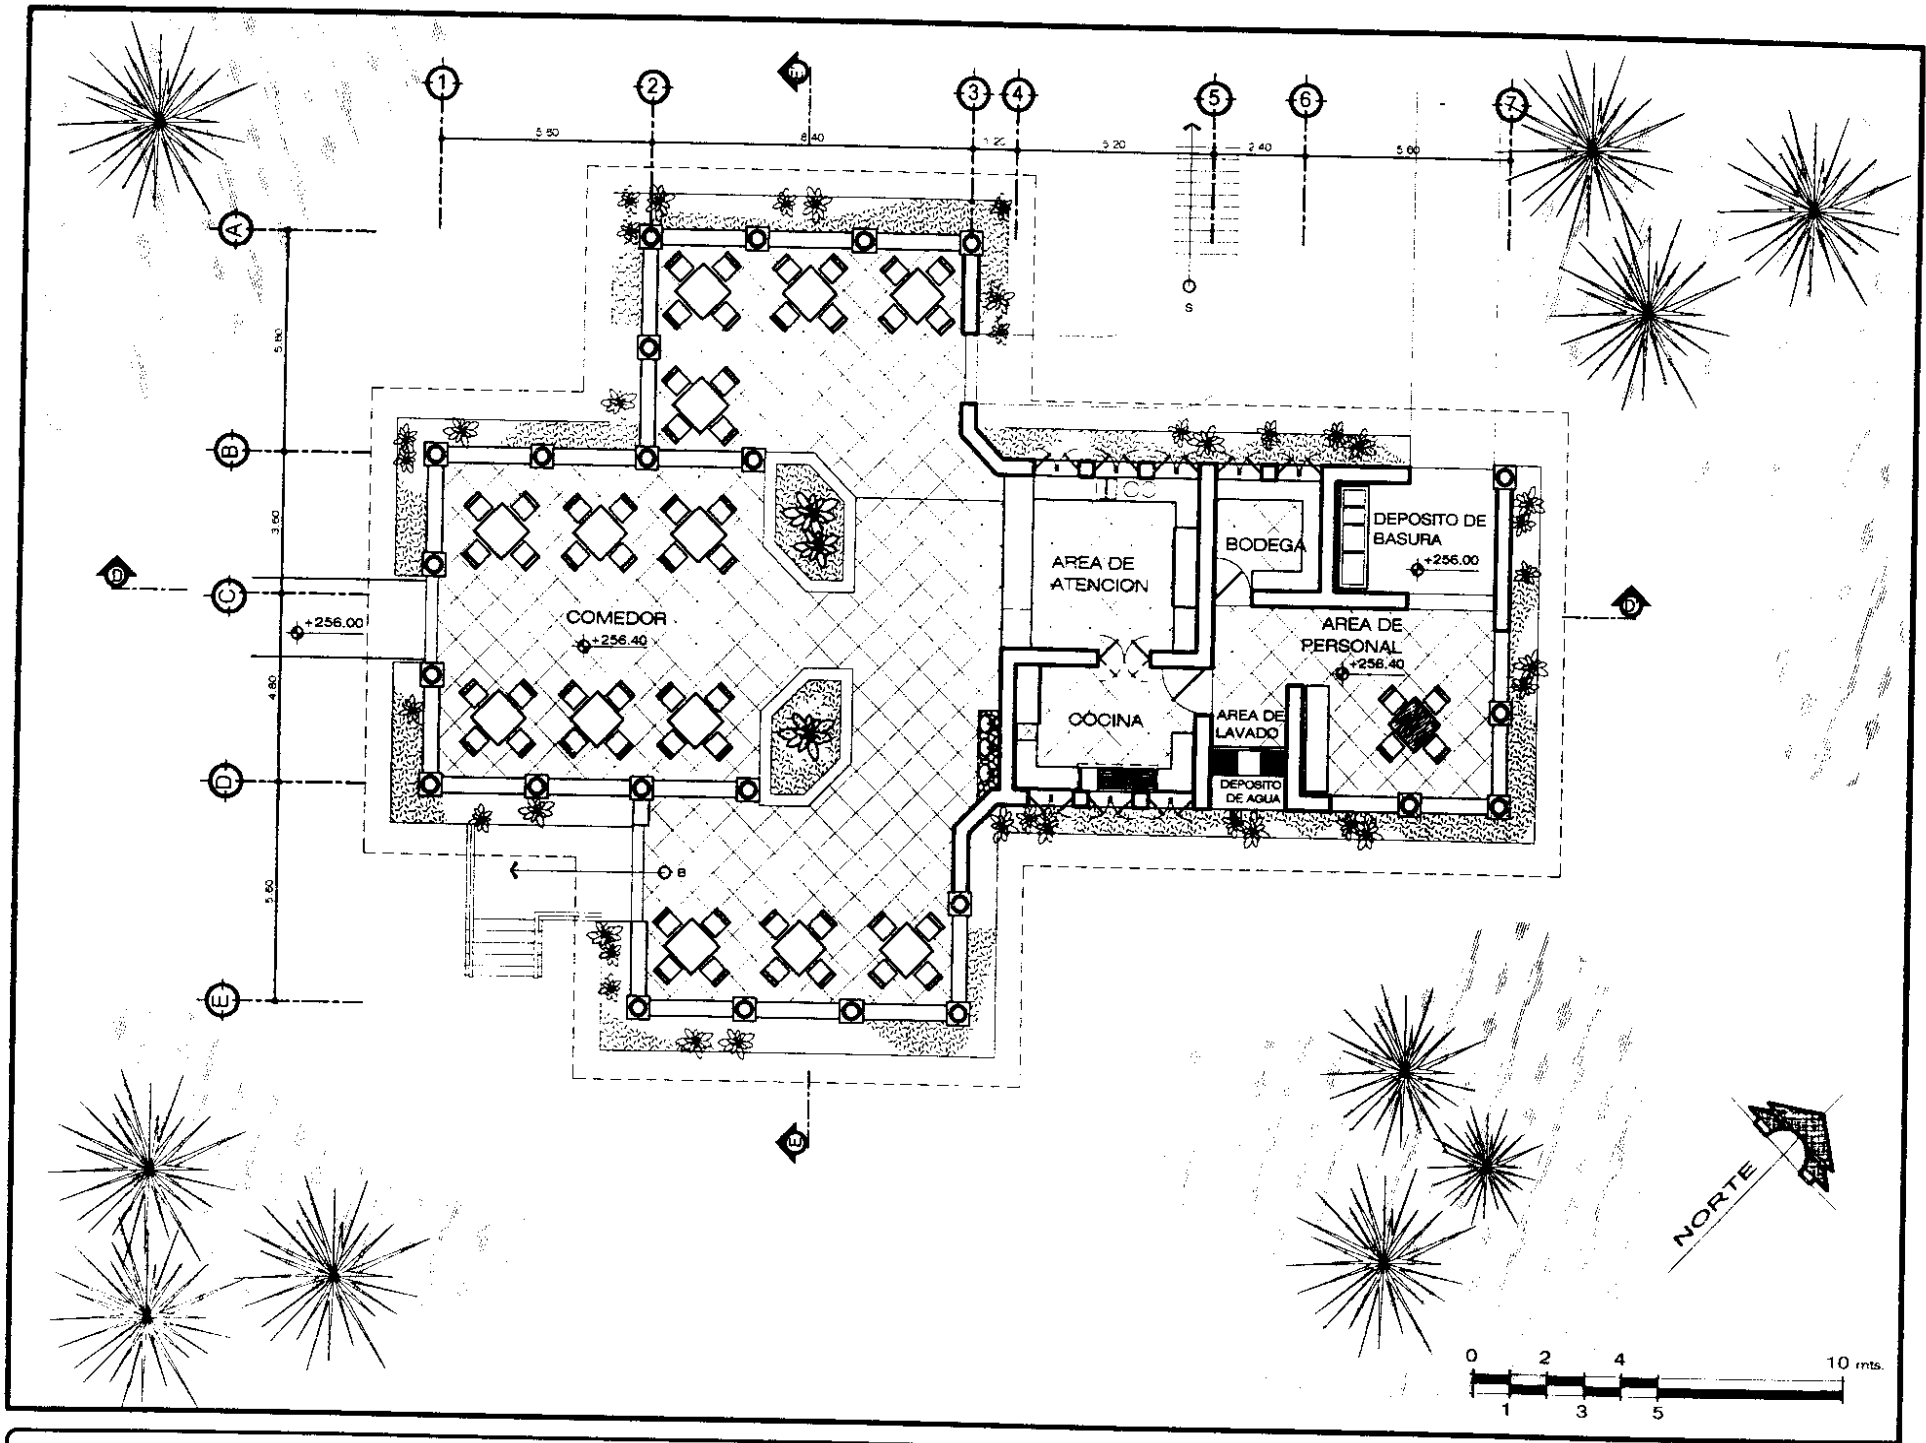 1 2 E 3 4 5 6 7
5.60 8.40 1.20 5.20 2.40 5.60
A
S
5.60
B
DEPOSITO DE
BASURA
+256.00
BODEGA
3.60
AREA DE
ATENCION
D
C
+256.00
COMEDOR
+256.40
D'
AREA DE
PERSONAL
+256.40
4.80
COCINA
AREA DE
LAVADO
D
DEPOSITO
DE AGUA
B
5.60
E
E
NORTE
0 2 4 10 mts.
1 3 5